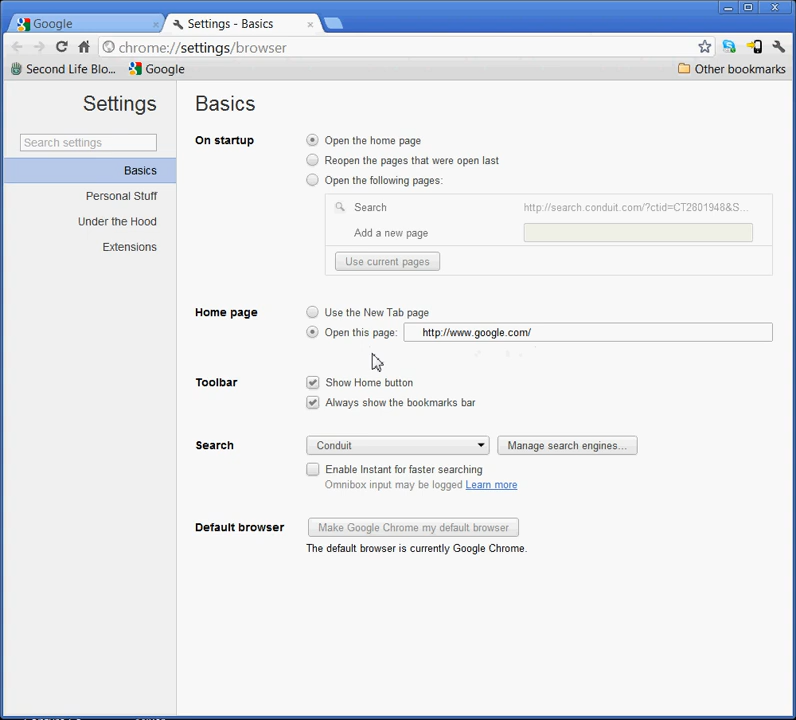 Google
Settings - Basics
chrome://settings/browser
Second Life Blo...
Google
Other bookmarks
Settings
Search settings
Basics
Personal Stuff
Under the Hood
Extensions
Basics
On startup
Open the home page
Reopen the pages that were open last
Open the following pages:
Search http://search.conduit.com/?ctid=CT2801948&S...
Add a new page
Use current pages
Home page
Use the New Tab page
Open this page: http://www.google.com/
Toolbar
Show Home button
Always show the bookmarks bar
Search
Conduit
Manage search engines...
Enable Instant for faster searching
Omnibox input may be logged Learn more
Default browser
Make Google Chrome my default browser
The default browser is currently Google Chrome.